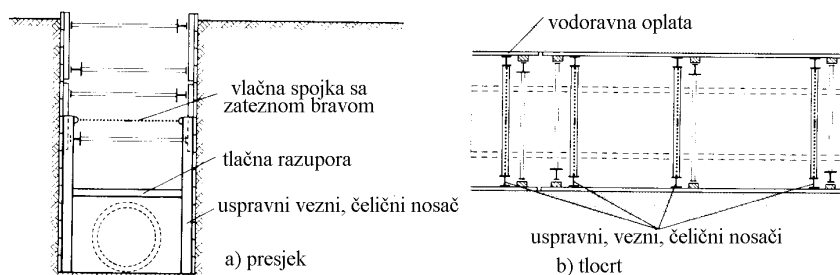 vlačna spojka sa
zateznom bravom
tlačna razupora
uspravni vezni, čelični nosač
a) presjek
vodoravna oplata
uspravni, vezni, čelični nosači
b) tlocrt